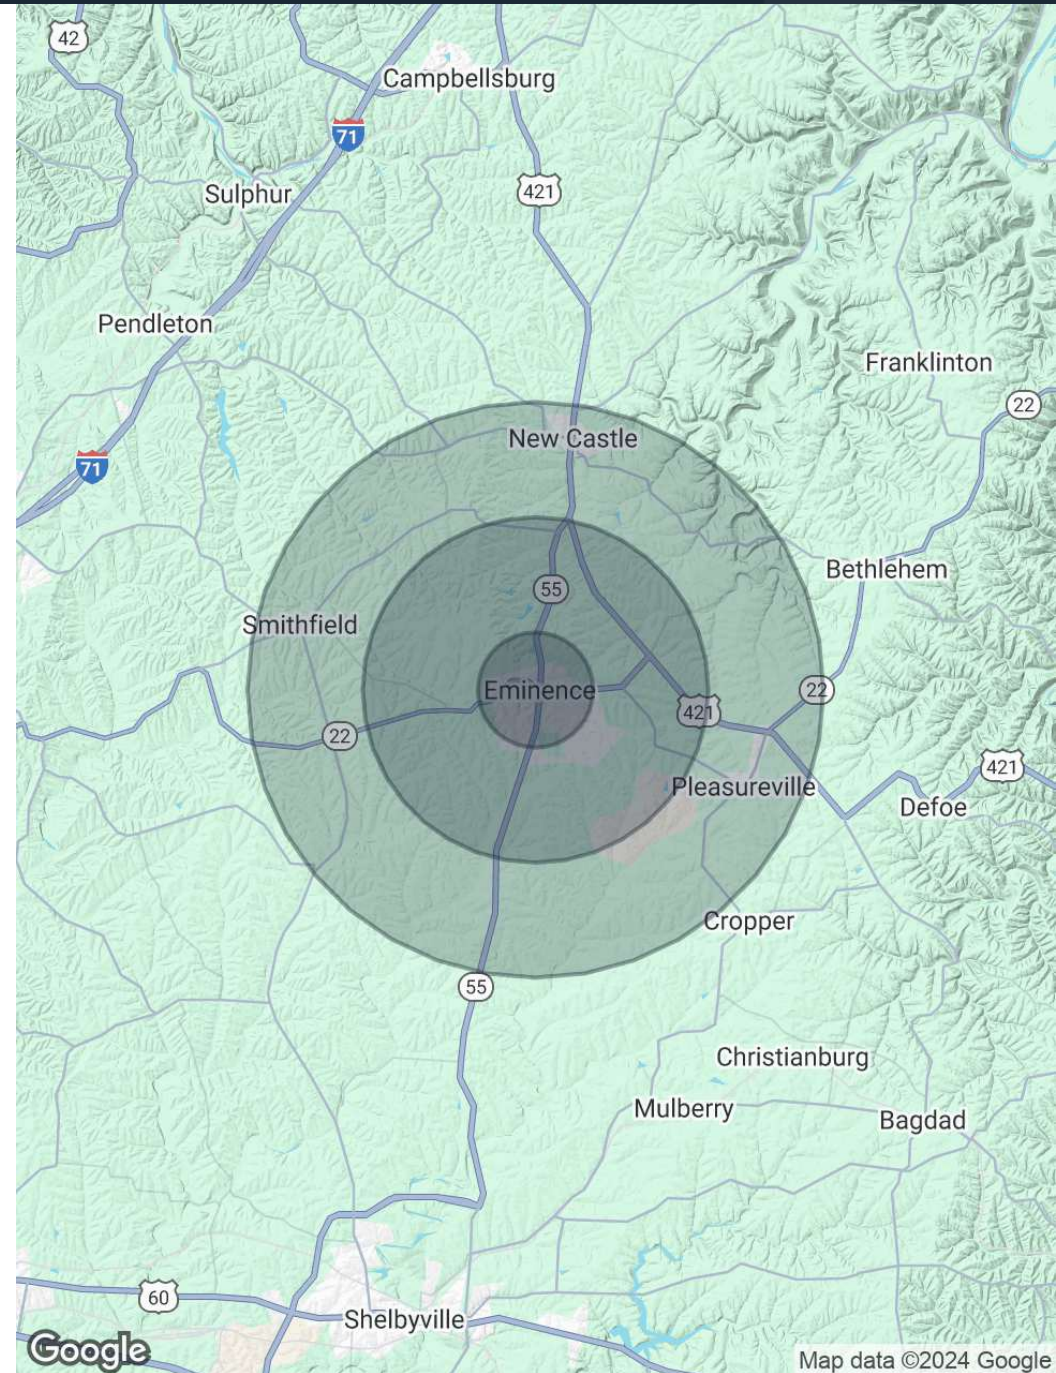 42
Campbellsburg
71
421
Sulphur
Pendleton
Franklinton
22
New Castle
71
Bethlehem
55
Smithfield
Eminence
22
421
22
421
Pleasureville
Defoe
Cropper
55
Christianburg
Mulberry
Bagdad
60
Shelbyville
Google
Map data ©2024 Google